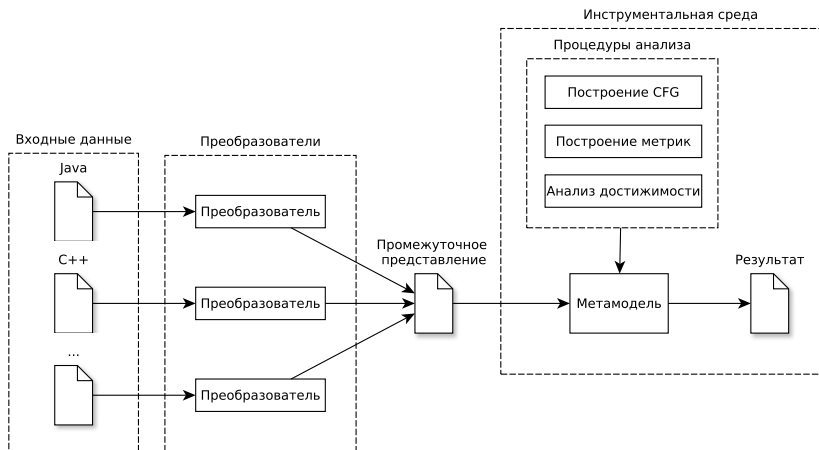 Инструментальная среда
Процедуры анализа
Построение CFG
Построение метрик
Анализ достижимости
Входные данные
Преобразователи
Java
Преобразователь
Промежуточное
представление
C++
Преобразователь
Метамодель
Результат
...
Преобразователь